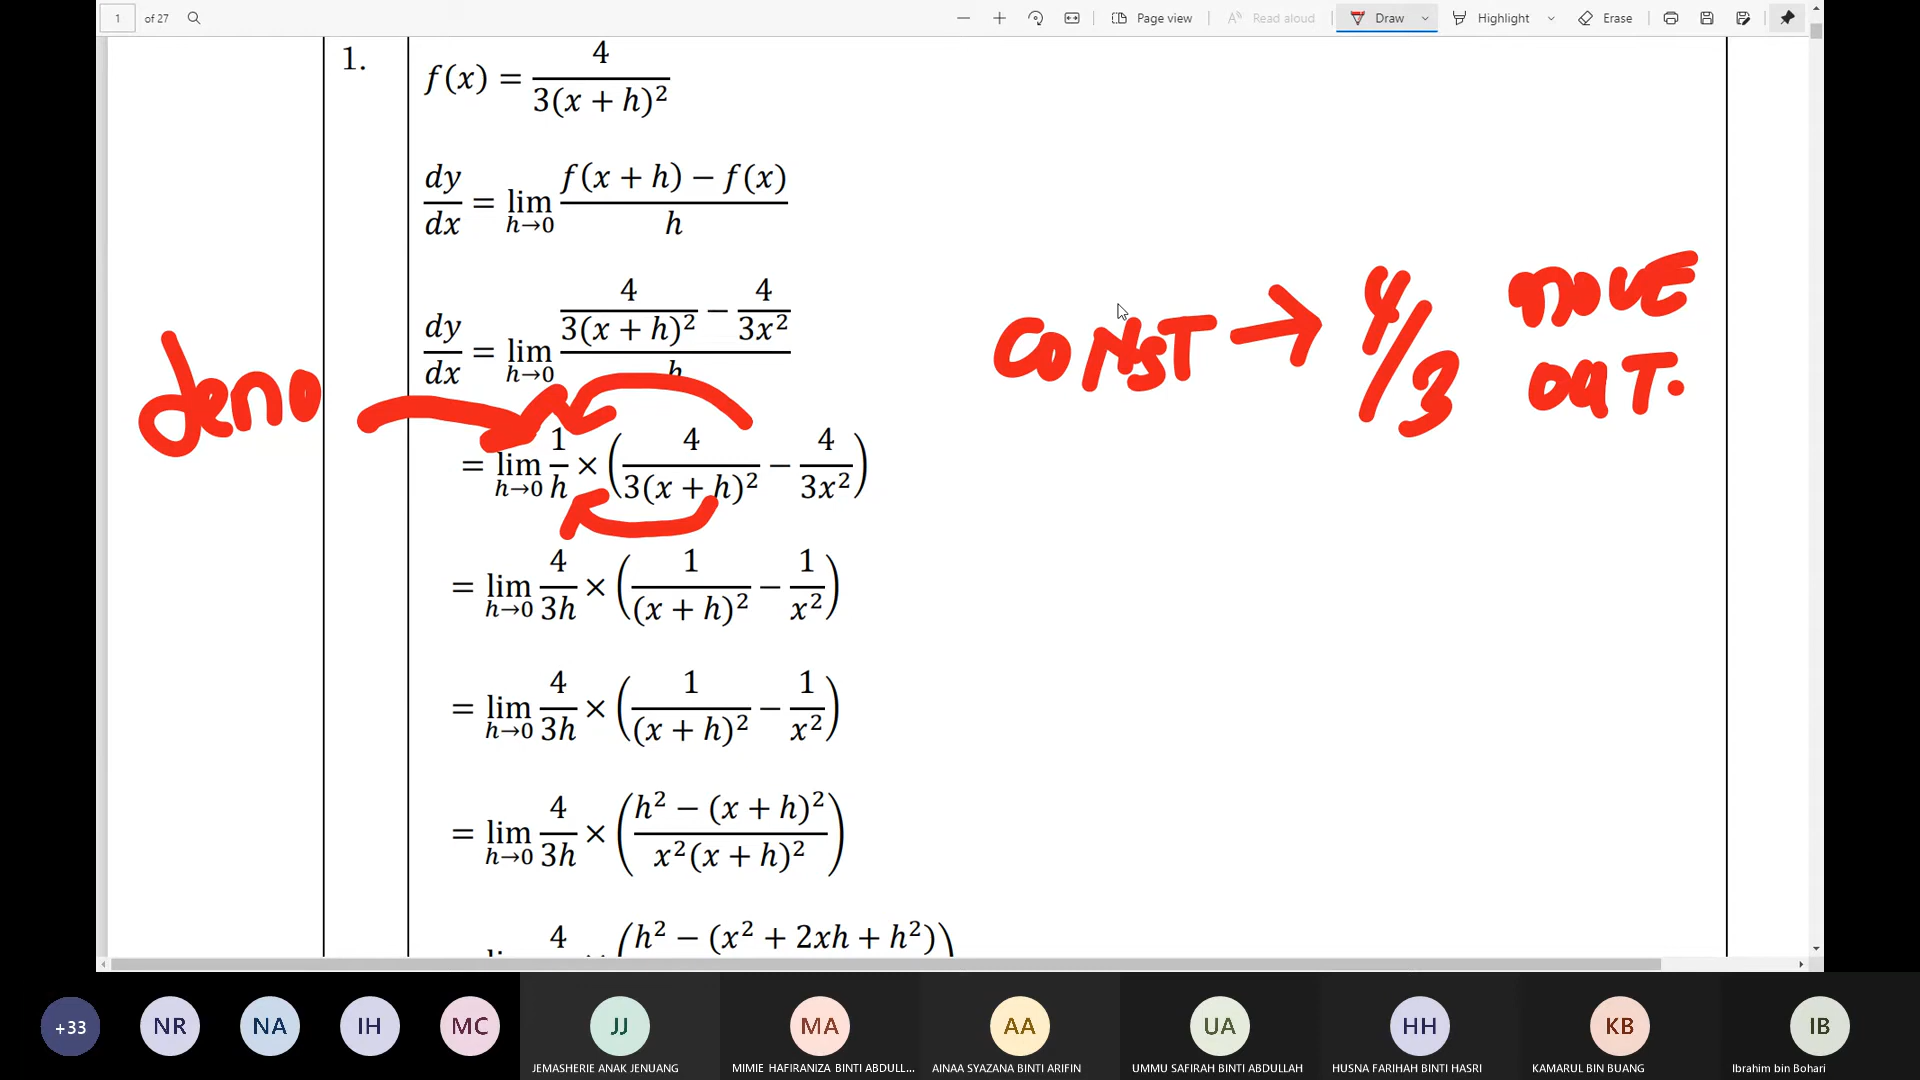 1 of 27 Page view Read aloud Draw Highlight Erase
1.
f(x) = 4 / 3(x + h)²
dy/dx = lim h→0 f(x + h) − f(x) / h
dy/dx = lim h→0 4/3(x + h)² − 4/3x² / h
CONST → 4/3 MOVE OUT.
deno
= lim h→0 1/h × (4/3(x + h)² − 4/3x²)
= lim h→0 4/3h × (1/(x + h)² − 1/x²)
= lim h→0 4/3h × (1/(x + h)² − 1/x²)
= lim h→0 4/3h × (h² − (x + h)² / x²(x + h)²)
4 (h² − (x² + 2xh + h²))
+33 NR NA IH MC JJ MA AA UA HH KB IB
JEMASHERIE ANAK JENUANG MIMIE HAFIRANIZA BINTI ABDULL... AINAA SYAZANA BINTI ARIFIN UMMU SAFIRAH BINTI ABDULLAH HUSNA FARIHAH BINTI HASRI KAMARUL BIN BUANG Ibrahim bin Bohari